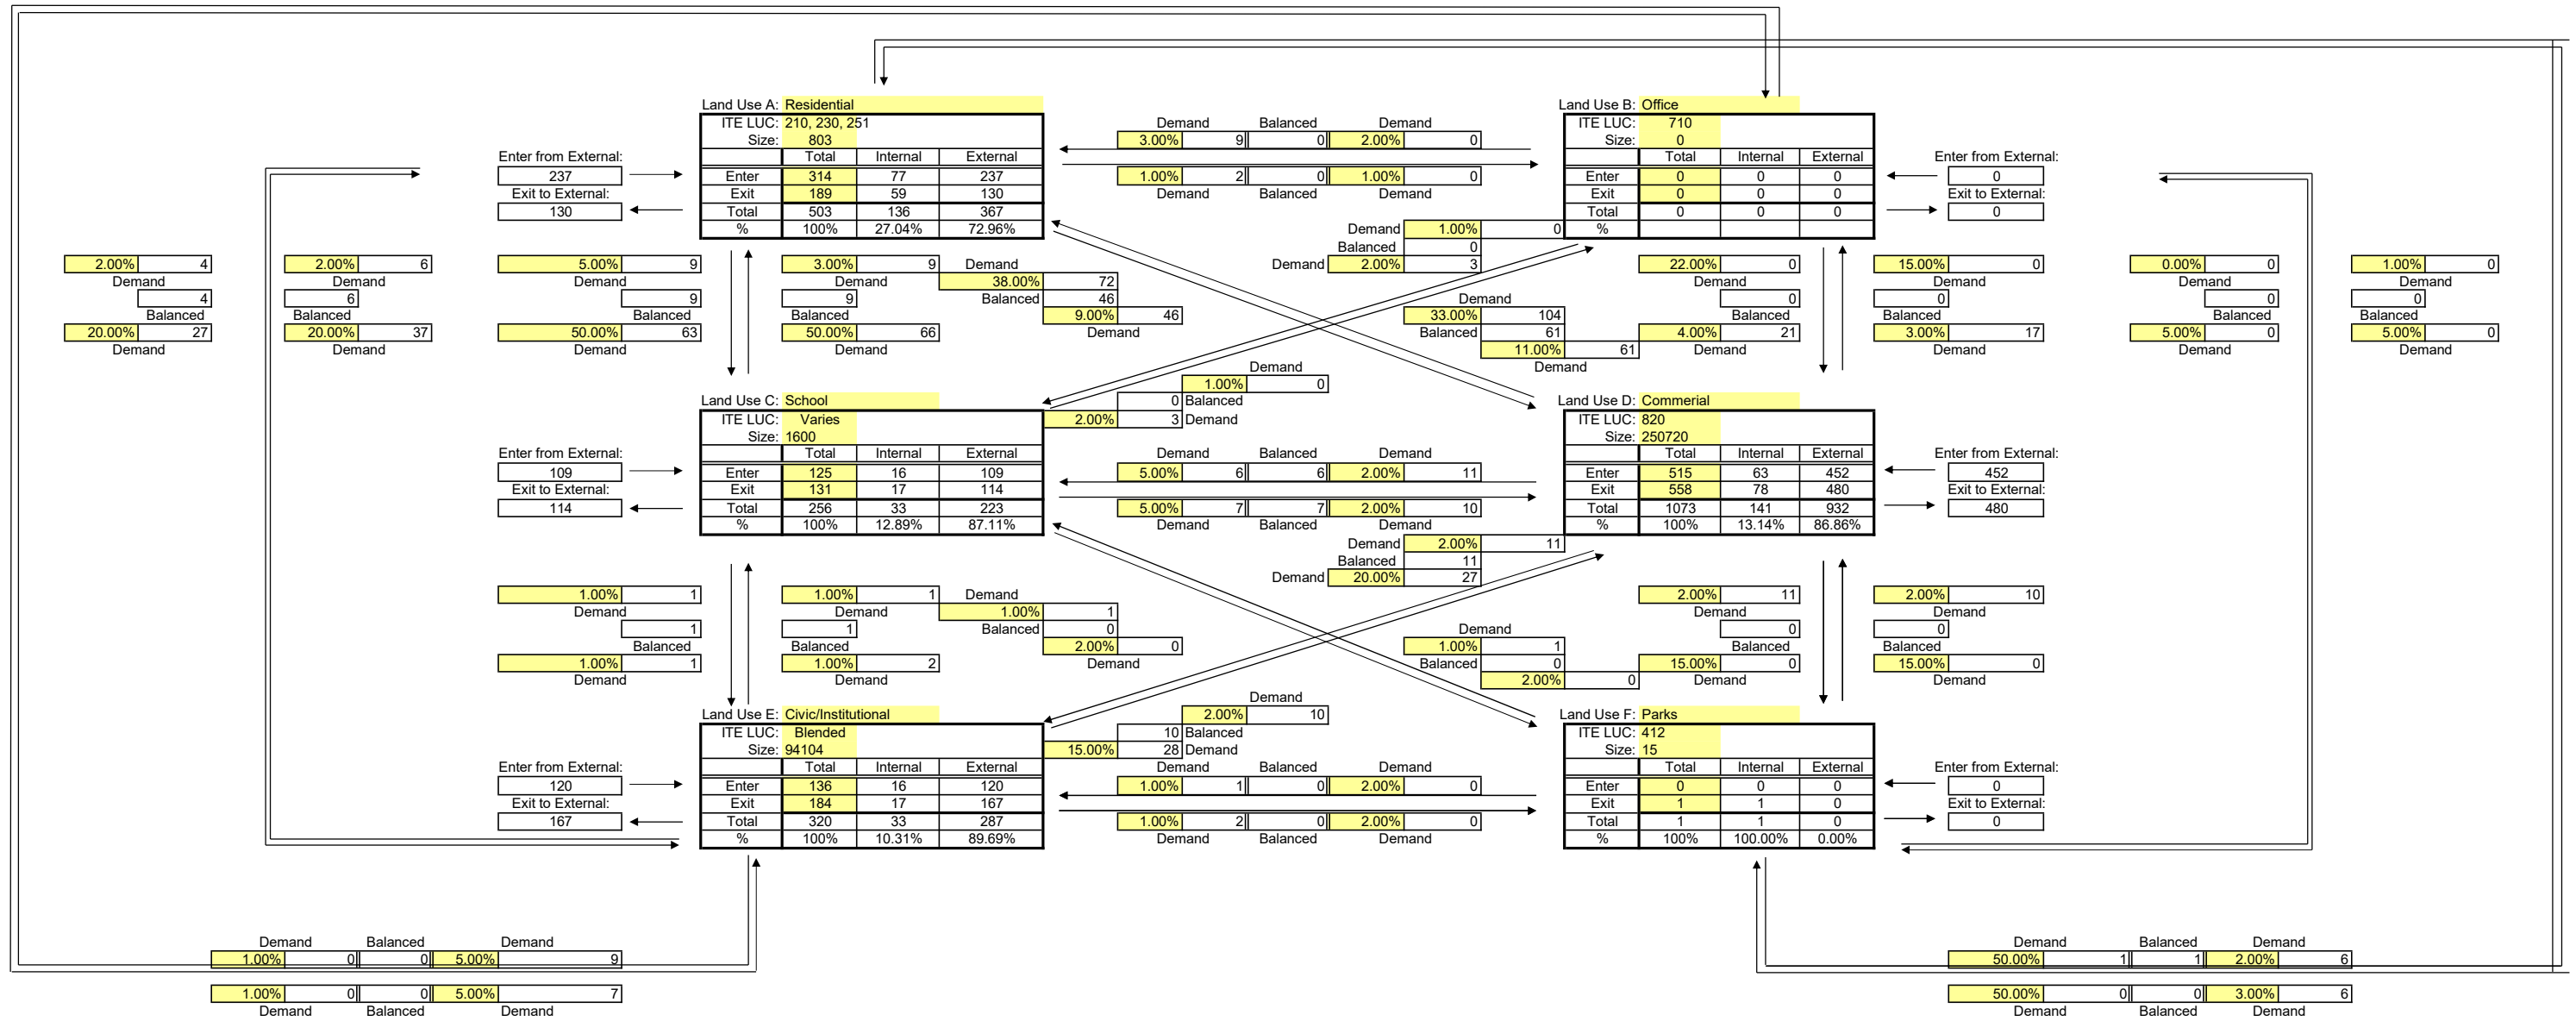 Land Use A: Residential
ITE LUC: 210, 230, 251
Size: 803
Total Internal External
Enter 314 77 237
Exit 189 59 130
Total 503 136 367
% 100% 27.04% 72.96%
Enter from External:
237
Exit to External:
130
Demand Balanced Demand
3.00% 9 0 2.00% 0
1.00% 2 0 1.00% 0
Demand Balanced Demand
Land Use B: Office
ITE LUC: 710
Size: 0
Total Internal External
Enter 0 0 0
Exit 0 0 0
Total 0 0 0
%
Enter from External:
0
Exit to External:
0
Demand 1.00% 0
Balanced 0
Demand 2.00% 3
2.00% 4
Demand
4
Balanced
20.00% 27
Demand
2.00% 6
Demand
6
Balanced
20.00% 37
Demand
5.00% 9
Demand
9
Balanced
50.00% 63
Demand
3.00% 9
Demand
9
Balanced
50.00% 66
Demand
Demand
38.00% 72
Balanced 46
9.00% 46
Demand
Demand
33.00% 104
Balanced 61
11.00% 61
Demand
22.00% 0
Demand
0
Balanced
4.00% 21
Demand
15.00% 0
Demand
0
Balanced
3.00% 17
Demand
0.00% 0
Demand
0
Balanced
5.00% 0
Demand
1.00% 0
Demand
0
Balanced
5.00% 0
Demand
Demand
1.00% 0
0 Balanced
2.00% 3 Demand
Land Use C: School
ITE LUC: Varies
Size: 1600
Total Internal External
Enter 125 16 109
Exit 131 17 114
Total 256 33 223
% 100% 12.89% 87.11%
Enter from External:
109
Exit to External:
114
Demand Balanced Demand
5.00% 6 6 2.00% 11
5.00% 7 7 2.00% 10
Demand Balanced Demand
Land Use D: Commerial
ITE LUC: 820
Size: 250720
Total Internal External
Enter 515 63 452
Exit 558 78 480
Total 1073 141 932
% 100% 13.14% 86.86%
Enter from External:
452
Exit to External:
480
Demand 2.00% 11
Balanced 11
Demand 20.00% 27
1.00% 1
Demand
1
Balanced
1.00% 1
Demand
1.00% 1
Demand
1
Balanced
1.00% 2
Demand
Demand
1.00% 1
Balanced 0
2.00% 0
Demand
Demand
1.00% 1
Balanced 0
2.00% 0
2.00% 11
Demand
0
Balanced
15.00% 0
Demand
2.00% 10
Demand
0
Balanced
15.00% 0
Demand
Demand
2.00% 10
10 Balanced
15.00% 28 Demand
Land Use E: Civic/Institutional
ITE LUC: Blended
Size: 94104
Total Internal External
Enter 136 16 120
Exit 184 17 167
Total 320 33 287
% 100% 10.31% 89.69%
Enter from External:
120
Exit to External:
167
Demand Balanced Demand
1.00% 1 0 2.00% 0
1.00% 2 0 2.00% 0
Demand Balanced Demand
Land Use F: Parks
ITE LUC: 412
Size: 15
Total Internal External
Enter 0 0 0
Exit 1 1 0
Total 1 1 0
% 100% 100.00% 0.00%
Enter from External:
0
Exit to External:
0
Demand Balanced Demand
1.00% 0 0 5.00% 9
1.00% 0 0 5.00% 7
Demand Balanced Demand
Demand Balanced Demand
50.00% 1 1 2.00% 6
50.00% 0 0 3.00% 6
Demand Balanced Demand